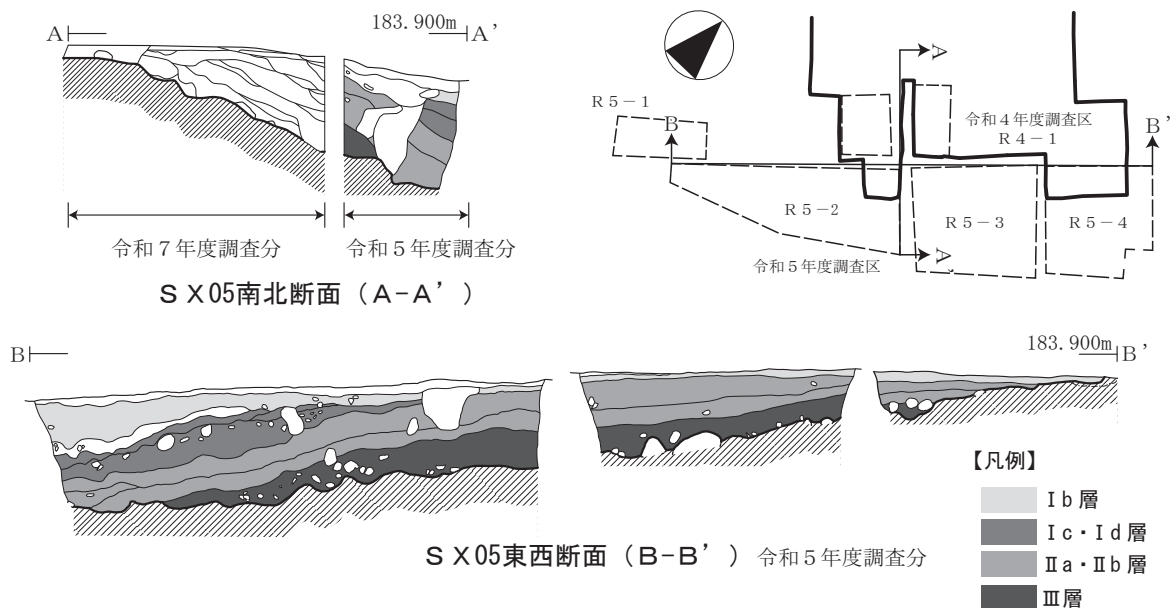 A
183.900m
A’
令和７年度調査分
令和５年度調査分
ＳＸ05南北断面（A-A’）
A
R５－１
B
令和４年度調査区
R４－１
B’
R５－２
R５－３
R５－４
A
令和５年度調査区
B
183.900m
B’
ＳＸ05東西断面（B-B’）令和５年度調査分
【凡例】
Ⅰb層
Ⅰc・Ⅰd層
Ⅱa・Ⅱb層
Ⅲ層